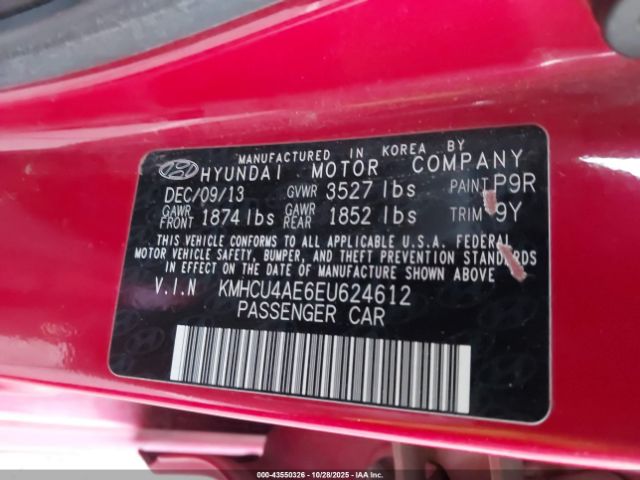 MANUFACTURED IN KOREA BY
HYUNDAI MOTOR COMPANY
DEC/09/13 GVWR 3527 lbs PAINT P9R
GAWR FRONT 1874 lbs GAWR REAR 1852 lbs TRIM 9Y
THIS VEHICLE CONFORMS TO ALL APPLICABLE U.S.A. FEDERAL
MOTOR VEHICLE SAFETY, BUMPER, AND THEFT PREVENTION STANDARDS
IN EFFECT ON THE DATE OF MANUFACTURE SHOWN ABOVE
V.I.N KMHCU4AE6EU624612
PASSENGER CAR
000-43550326 | 10/28/2025 | © IAA, Inc.